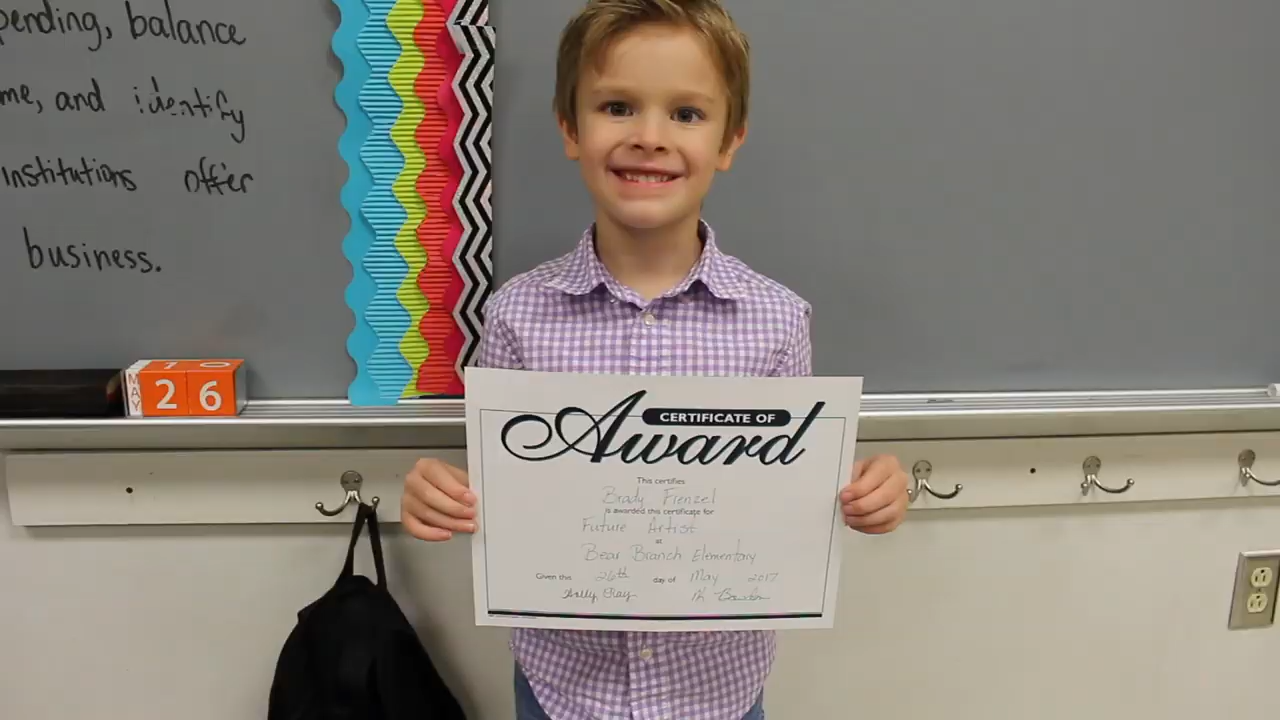 pending, balance
me, and identify
institutions offer
business.
MAY
26
CERTIFICATE OF
Award
This certifies
Brady Frenzel
is awarded this certificate for
Future Artist
at
Bear Branch Elementary
Given this 26th day of May 2017